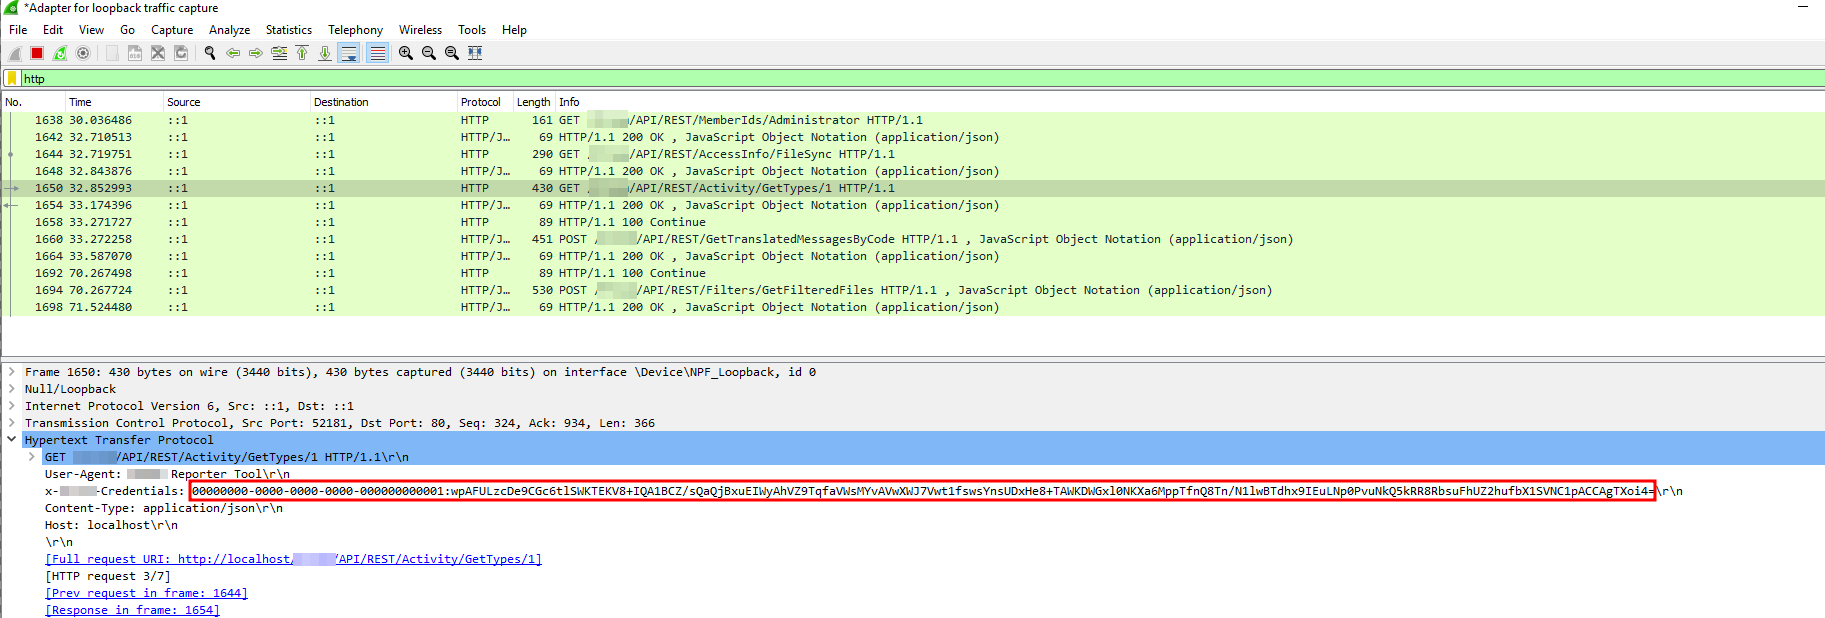 *Adapter for loopback traffic capture
File Edit View Go Capture Analyze Statistics Telephony Wireless Tools Help
http
No. Time Source Destination Protocol Length Info
1638 30.036486 ::1 ::1 HTTP 161 GET /API/REST/MemberIds/Administrator HTTP/1.1
1642 32.710513 ::1 ::1 HTTP/J… 69 HTTP/1.1 200 OK , JavaScript Object Notation (application/json)
1644 32.719751 ::1 ::1 HTTP 290 GET /API/REST/AccessInfo/FileSync HTTP/1.1
1648 32.843876 ::1 ::1 HTTP/J… 69 HTTP/1.1 200 OK , JavaScript Object Notation (application/json)
1650 32.852993 ::1 ::1 HTTP 430 GET /API/REST/Activity/GetTypes/1 HTTP/1.1
1654 33.174396 ::1 ::1 HTTP/J… 69 HTTP/1.1 200 OK , JavaScript Object Notation (application/json)
1658 33.271727 ::1 ::1 HTTP 89 HTTP/1.1 100 Continue
1660 33.272258 ::1 ::1 HTTP/J… 451 POST /API/REST/GetTranslatedMessagesByCode HTTP/1.1 , JavaScript Object Notation (application/json)
1664 33.587070 ::1 ::1 HTTP/J… 69 HTTP/1.1 200 OK , JavaScript Object Notation (application/json)
1692 70.267498 ::1 ::1 HTTP 89 HTTP/1.1 100 Continue
1694 70.267724 ::1 ::1 HTTP/J… 530 POST /API/REST/Filters/GetFilteredFiles HTTP/1.1 , JavaScript Object Notation (application/json)
1698 71.524480 ::1 ::1 HTTP/J… 69 HTTP/1.1 200 OK , JavaScript Object Notation (application/json)
Frame 1650: 430 bytes on wire (3440 bits), 430 bytes captured (3440 bits) on interface \Device\NPF_Loopback, id 0
Null/Loopback
Internet Protocol Version 6, Src: ::1, Dst: ::1
Transmission Control Protocol, Src Port: 52181, Dst Port: 80, Seq: 324, Ack: 934, Len: 366
Hypertext Transfer Protocol
GET /API/REST/Activity/GetTypes/1 HTTP/1.1\r\n
User-Agent: Reporter Tool\r\n
x- -Credentials: 00000000-0000-0000-0000-000000000001:wpAFULzcDe9CGc6tlSWKTEKV8+IQA1BCZ/sQaQjBxuEIWyAhVZ9TqfaVWsMYvAVwXWJ7Vwt1fswsYnsUDxHe8+TAWKDWGxl0NKXa6MppTfnQ8Tn/N1lwBTdhx9IEuLNp0PvuNkQ5kRR8RbsuFhUZ2hufbX1SVNC1pACCAgTXoi4=\r\n
Content-Type: application/json\r\n
Host: localhost\r\n
\r\n
[Full request URI: http://localhost/ /API/REST/Activity/GetTypes/1]
[HTTP request 3/7]
[Prev request in frame: 1644]
[Response in frame: 1654]